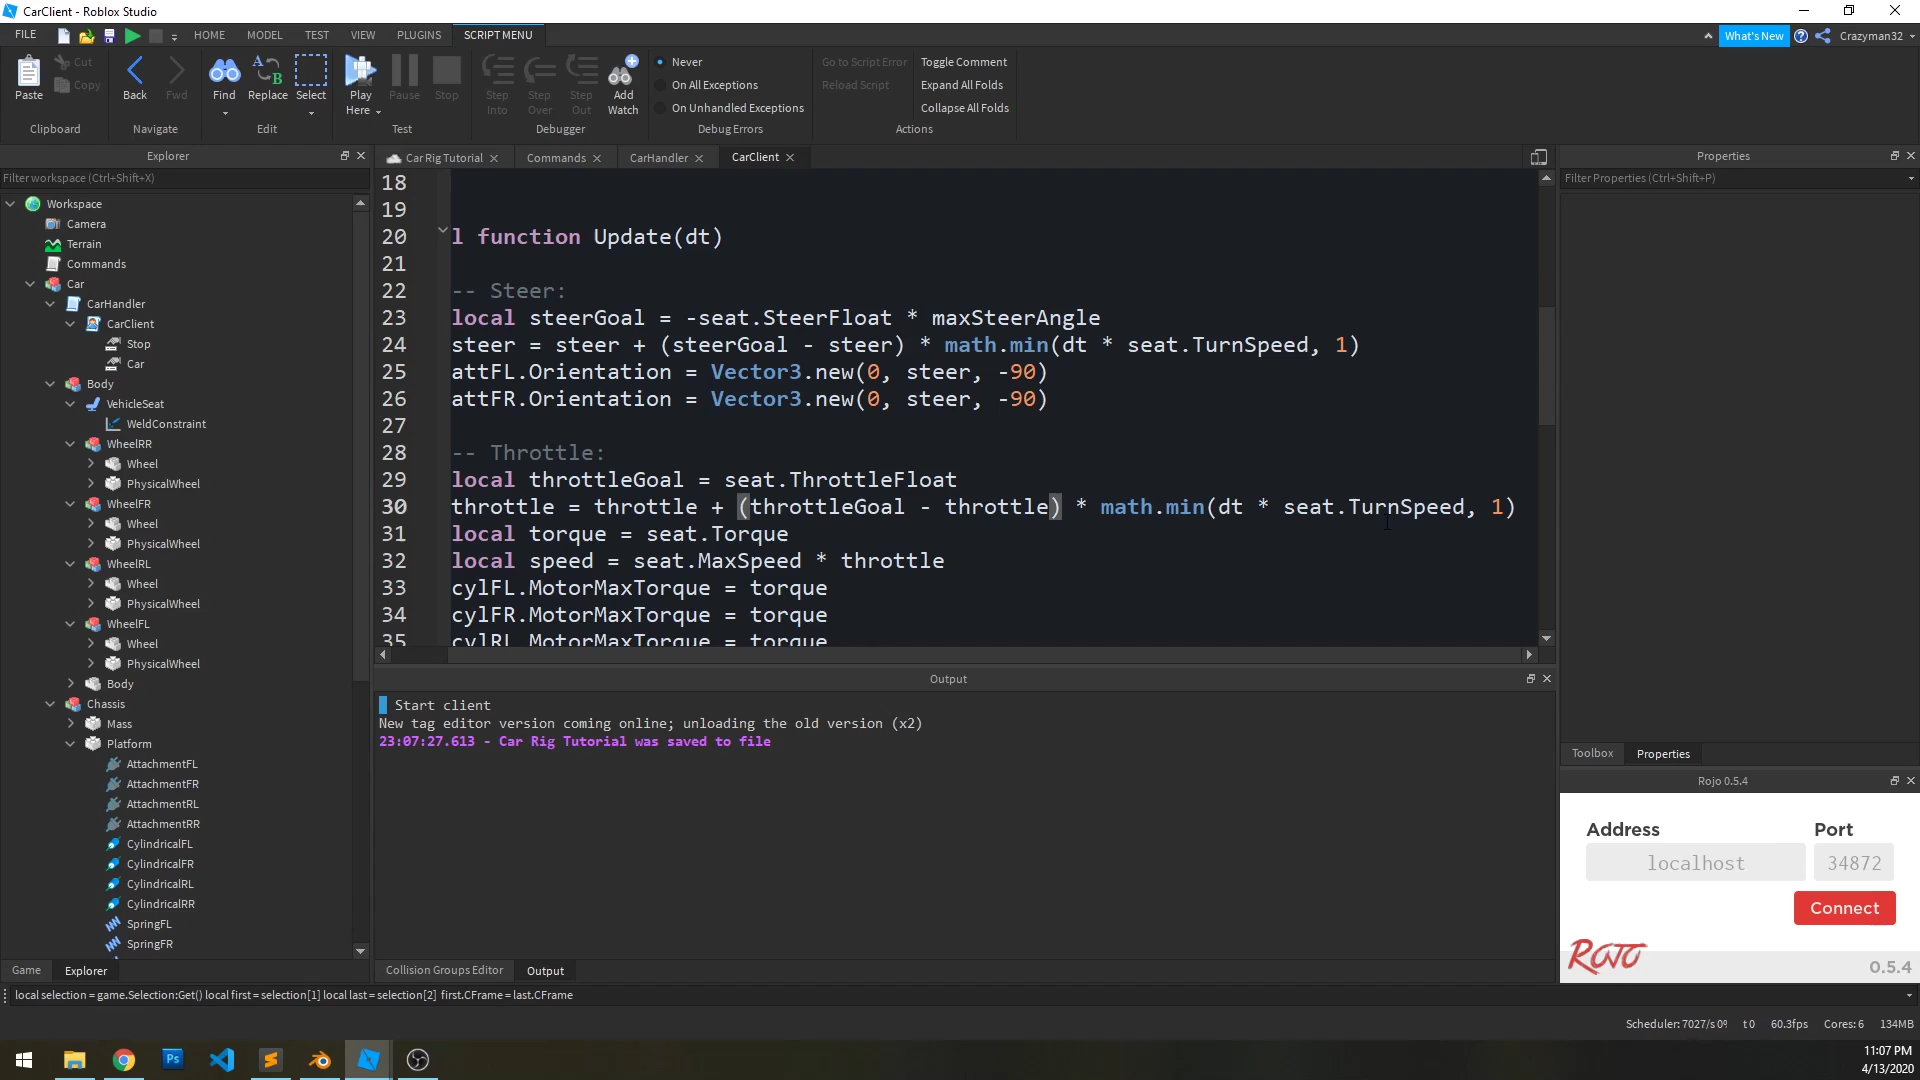 CarClient - Roblox Studio
FILE HOME MODEL TEST VIEW PLUGINS SCRIPT MENU What's New Crazyman32
Paste Cut Copy Clipboard
Back Fwd Navigate
Find Replace Select Edit
Play Here Pause Stop Test
Step Into Step Over Step Out Add Watch Debugger
Never
On All Exceptions
On Unhandled Exceptions
Debug Errors
Go to Script Error Toggle Comment
Reload Script Expand All Folds
Collapse All Folds
Actions
Explorer
Filter workspace (Ctrl+Shift+X)
Workspace
Camera
Terrain
Commands
Car
CarHandler
CarClient
Stop
Car
Body
VehicleSeat
WeldConstraint
WheelRR
Wheel
PhysicalWheel
WheelFR
Wheel
PhysicalWheel
WheelRL
Wheel
PhysicalWheel
WheelFL
Wheel
PhysicalWheel
Body
Chassis
Mass
Platform
AttachmentFL
AttachmentFR
AttachmentRL
AttachmentRR
CylindricalFL
CylindricalFR
CylindricalRL
CylindricalRR
SpringFL
SpringFR
Game Explorer
Car Rig Tutorial Commands CarHandler CarClient
18
19
20 l function Update(dt)
21
22 -- Steer:
23 local steerGoal = -seat.SteerFloat * maxSteerAngle
24 steer = steer + (steerGoal - steer) * math.min(dt * seat.TurnSpeed, 1)
25 attFL.Orientation = Vector3.new(0, steer, -90)
26 attFR.Orientation = Vector3.new(0, steer, -90)
27
28 -- Throttle:
29 local throttleGoal = seat.ThrottleFloat
30 throttle = throttle + (throttleGoal - throttle) * math.min(dt * seat.TurnSpeed, 1)
31 local torque = seat.Torque
32 local speed = seat.MaxSpeed * throttle
33 cylFL.MotorMaxTorque = torque
34 cylFR.MotorMaxTorque = torque
35 cylRL.MotorMaxTorque = torque
Output
Start client
New tag editor version coming online; unloading the old version (x2)
23:07:27.613 - Car Rig Tutorial was saved to file
Collision Groups Editor Output
Properties
Filter Properties (Ctrl+Shift+P)
Toolbox Properties
Rojo 0.5.4
Address Port
localhost 34872
Connect
ROJO 0.5.4
local selection = game.Selection:Get() local first = selection[1] local last = selection[2] first.CFrame = last.CFrame
Scheduler: 7027/s 0% t 0 60.3fps Cores: 6 134MB
Ps
11:07 PM
4/13/2020